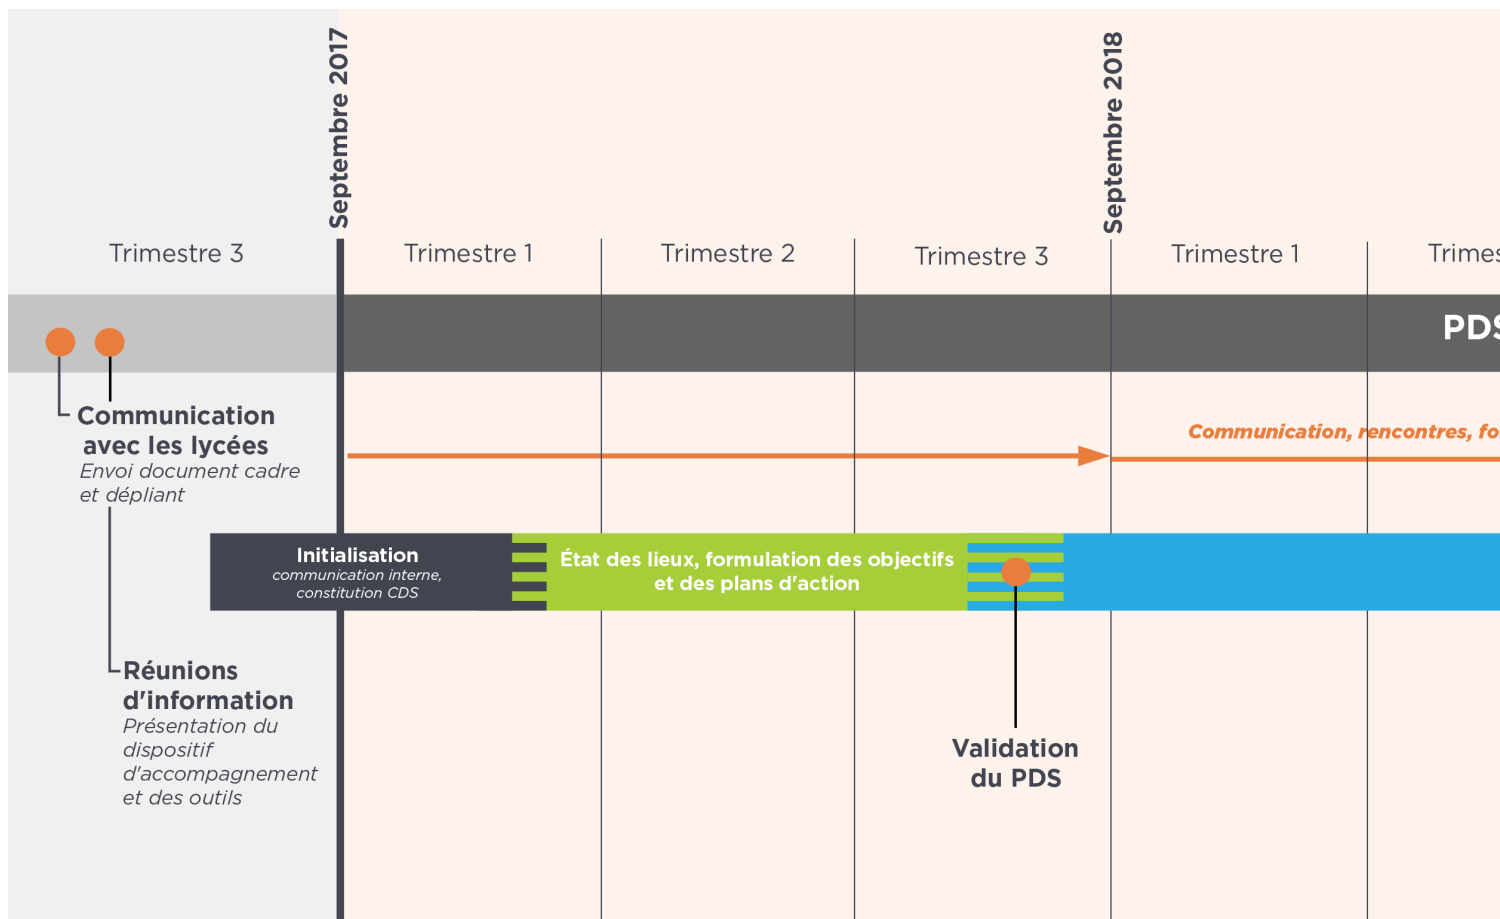 Septembre 2017
Septembre 2018
Trimestre 3
Trimestre 1
Trimestre 2
Trimestre 3
Trimestre 1
PDS
Communication
avec les lycées
Envoi document cadre
et dépliant
Communication, rencontres,
Initialisation
communication interne,
constitution CDS
État des lieux, formulation des objectifs
et des plans d'action
Réunions
d'information
Présentation du
dispositif
d'accompagnement
et des outils
Validation
du PDS